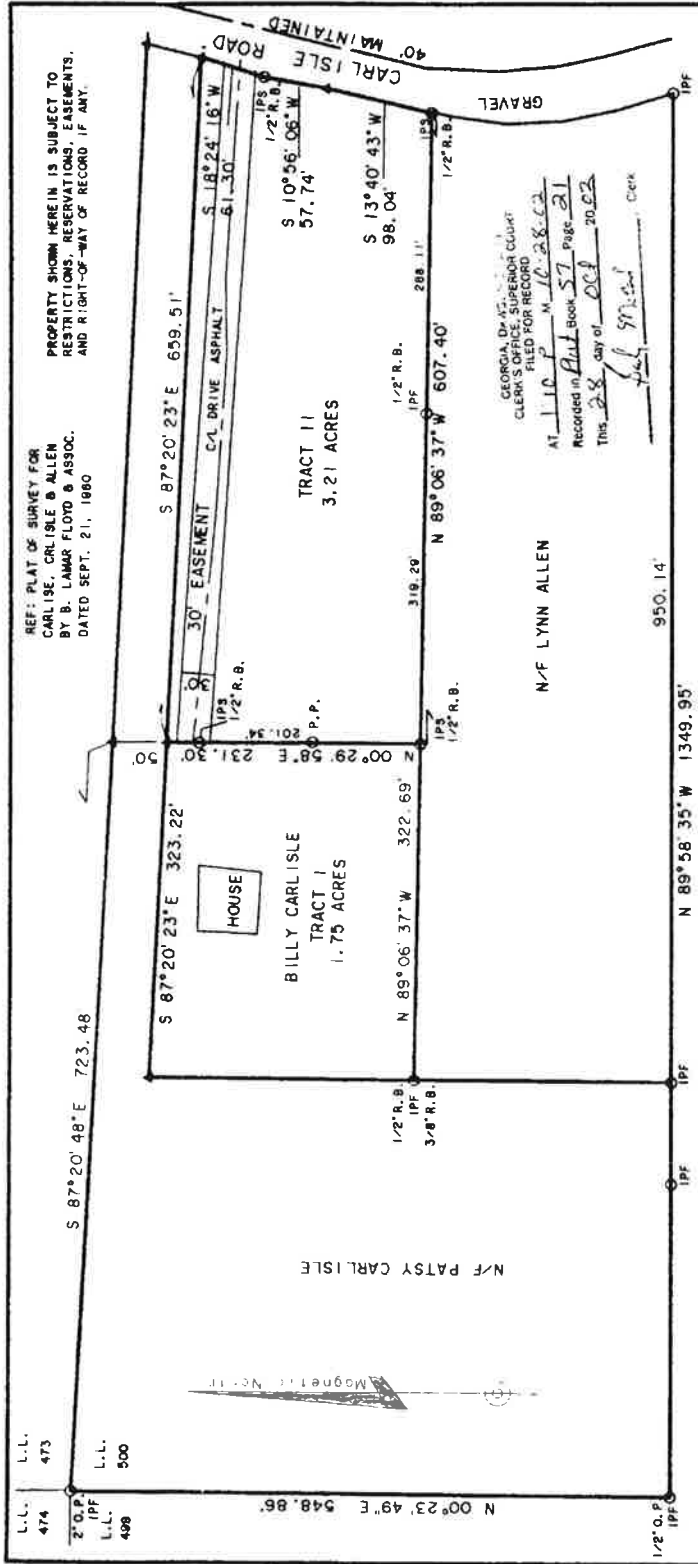 REF: PLAT OF SURVEY FOR
CARLISE, CRLISLE & ALLEN
BY B. LAMAR FLOYD & ASSOC.
DATED SEPT. 21, 1980
PROPERTY SHOWN HEREIN IS SUBJECT TO
RESTRICTIONS, RESERVATIONS, EASEMENTS,
AND RIGHT-OF-WAY OF RECORD IF ANY.
L.L.
474
L.L.
473
2" O.P.
IPF
L.L.
499
L.L.
500
S 87°20'48" E 723.48
50'
S 87°20'23" E 659.51'
S 87°20'23" E 323.22'
30' EASEMENT
C/L DRIVE ASPHALT
30'
S 18°24'16" W
61.30'
CARLISLE ROAD
40' MAINTAINED
GRAVEL
IPS
1/2" R.B.
S 10°56'06" W
57.74'
S 13°40'43" W
98.04'
IPS
1/2" R.B.
HOUSE
BILLY CARLISLE
TRACT I
1.75 ACRES
IPS
1/2" R.B.
N 00°29'58" E 231.30'
201.34'
P.P.
TRACT II
3.21 ACRES
N 89°06'37" W 322.69'
1/2" R.B.
IPF
3/8" R.B.
IPS
1/2" R.B.
319.29'
1/2" R.B.
IPF
288.11'
N 89°06'37" W 607.40'
N/F PATSY CARLISLE
Magnetic North
N/F LYNN ALLEN
GEORGIA,
CLERK'S OFFICE, SUPERIOR COURT
FILED FOR RECORD
AT 1:10 P M 10-28-02
Recorded in Plat Book 57 Page 21
This 28 day of Oct 2002
Clerk
N 00°23'49" E 548.86'
1/2" O.P.
IPF
IPF
IPF
950.14'
N 89°58'35" W 1349.95'
IPF